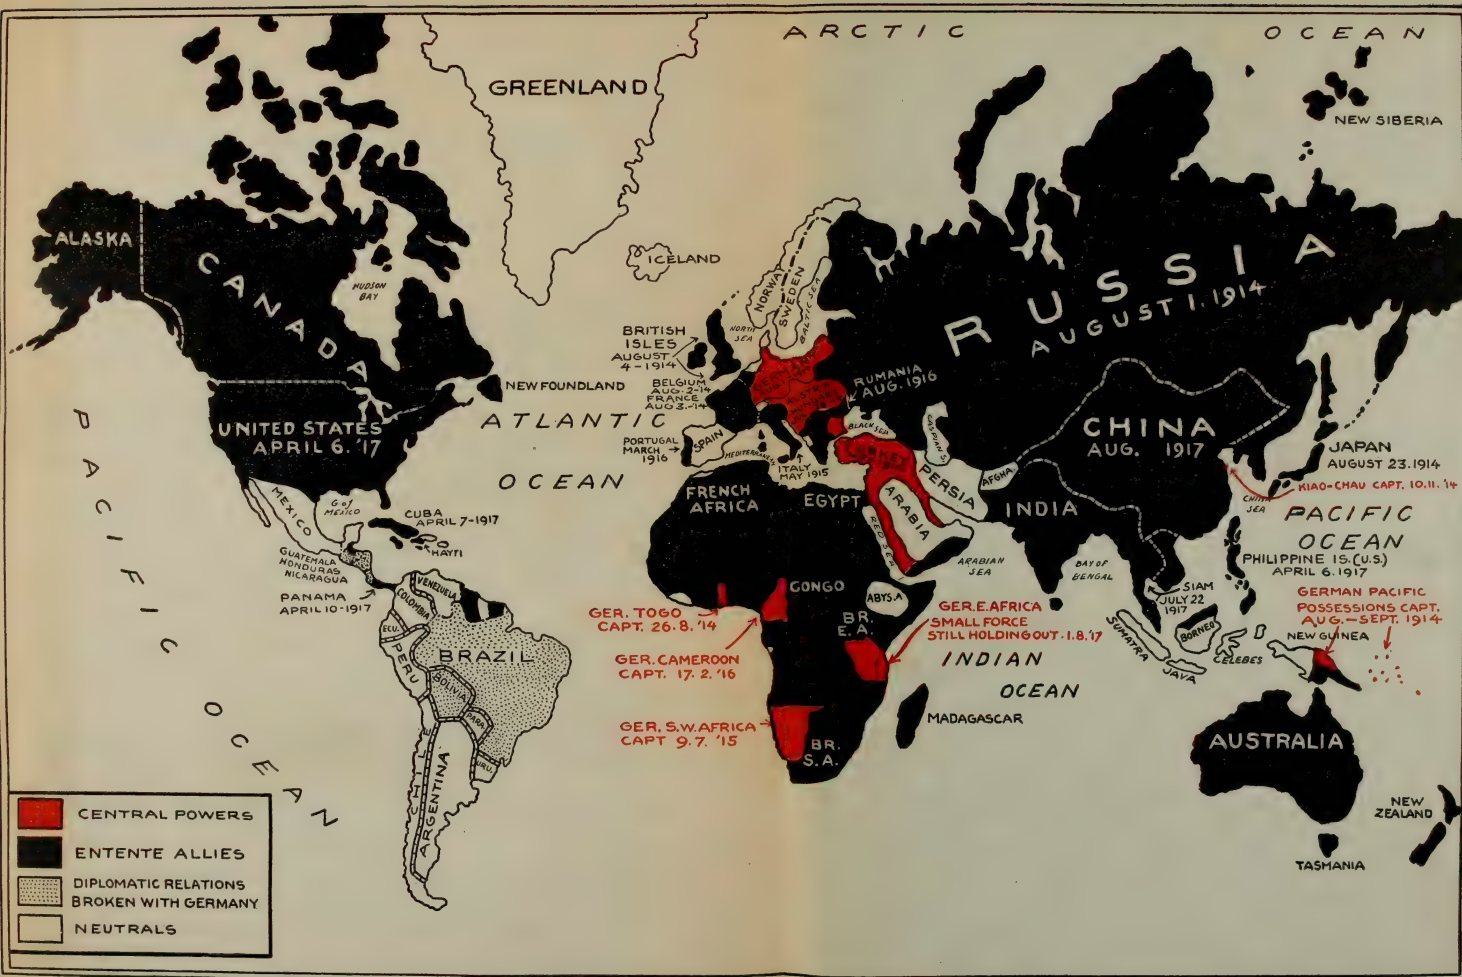 ARCTIC OCEAN
GREENLAND
NEW SIBERIA
ALASKA
CANADA
HUDSON
BAY
ICELAND
NORWAY
SWEDEN
BALTIC SEA
NORTH
SEA
RUSSIA
AUGUST 1. 1914
BRITISH
ISLES
AUGUST
4-1914
BELGIUM
AUG. 2-14
FRANCE
AUG 3.-'14
GERMANY
AUSTRIA
HUNGARY
RUMANIA
AUG. 1916
NEW FOUNDLAND
ATLANTIC
OCEAN
UNITED STATES
APRIL 6. '17
PACIFIC OCEAN
PORTUGAL
MARCH
1916
SPAIN
MEDITERRANEAN
ITALY
MAY 1915
BLACK SEA
CASPIAN S.
TURKEY
CHINA
AUG. 1917
JAPAN
AUGUST 23.1914
KIAO-CHAU CAPT. 10.11. '14
CHINA
SEA
PACIFIC
OCEAN
PERSIA
AFGHA.
INDIA
ARABIA
RED SEA
ARABIAN
SEA
BAY OF
BENGAL
FRENCH
AFRICA
EGYPT
MEXICO
G. of
MEXICO
CUBA
APRIL 7-1917
HAYTI
GUATEMALA
HONDURAS
NICARAGUA
PANAMA
APRIL 10-1917
VENEZUELA
COLOMBIA
ECU.
PERU
BRAZIL
BOLIVIA
PARA.
URU.
CHILE
ARGENTINA
CONGO
ABYS.A
BR.
E.A.
GER. TOGO
CAPT. 26.8. '14
GER. CAMEROON
CAPT. 17.2. '16
GER. S.W. AFRICA
CAPT 9.7. '15
BR.
S.A.
GER.E.AFRICA
SMALL FORCE
STILL HOLDING OUT.1.8.'17
INDIAN
OCEAN
MADAGASCAR
PHILIPPINE IS.(U.S.)
APRIL 6.1917
SIAM
JULY 22
1917
GERMAN PACIFIC
POSSESSIONS CAPT.
AUG.-SEPT. 1914
NEW GUINEA
SUMATRA
BORNEO
CELEBES
JAVA
AUSTRALIA
NEW
ZEALAND
TASMANIA
CENTRAL POWERS
ENTENTE ALLIES
DIPLOMATIC RELATIONS
BROKEN WITH GERMANY
NEUTRALS